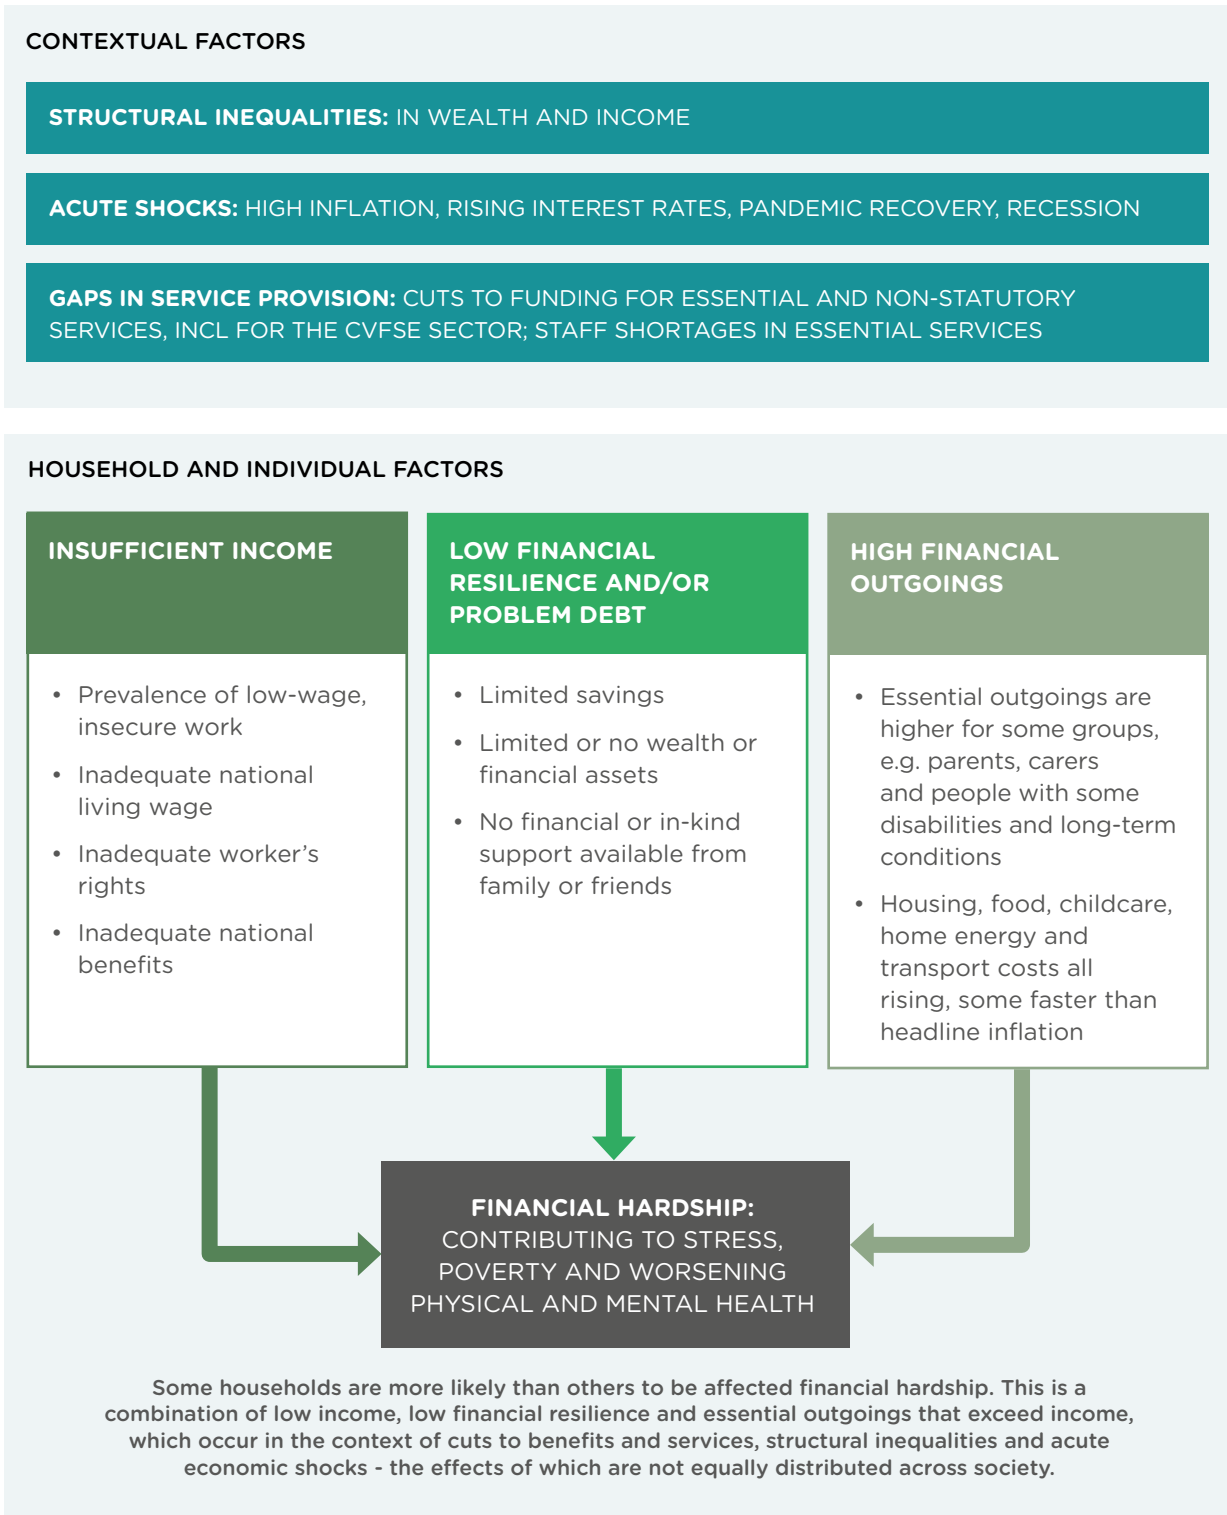 CONTEXTUAL FACTORS
STRUCTURAL INEQUALITIES: IN WEALTH AND INCOME
ACUTE SHOCKS: HIGH INFLATION, RISING INTEREST RATES, PANDEMIC RECOVERY, RECESSION
GAPS IN SERVICE PROVISION: CUTS TO FUNDING FOR ESSENTIAL AND NON-STATUTORY
SERVICES, INCL FOR THE CVFSE SECTOR; STAFF SHORTAGES IN ESSENTIAL SERVICES
HOUSEHOLD AND INDIVIDUAL FACTORS
INSUFFICIENT INCOME
• Prevalence of low-wage,
insecure work
• Inadequate national
living wage
• Inadequate worker's
rights
• Inadequate national
benefits
LOW FINANCIAL
RESILIENCE AND/OR
PROBLEM DEBT
• Limited savings
• Limited or no wealth or
financial assets
• No financial or in-kind
support available from
family or friends
HIGH FINANCIAL
OUTGOINGS
• Essential outgoings are
higher for some groups,
e.g. parents, carers
and people with some
disabilities and long-term
conditions
• Housing, food, childcare,
home energy and
transport costs all
rising, some faster than
headline inflation
FINANCIAL HARDSHIP:
CONTRIBUTING TO STRESS,
POVERTY AND WORSENING
PHYSICAL AND MENTAL HEALTH
Some households are more likely than others to be affected financial hardship. This is a
combination of low income, low financial resilience and essential outgoings that exceed income,
which occur in the context of cuts to benefits and services, structural inequalities and acute
economic shocks - the effects of which are not equally distributed across society.